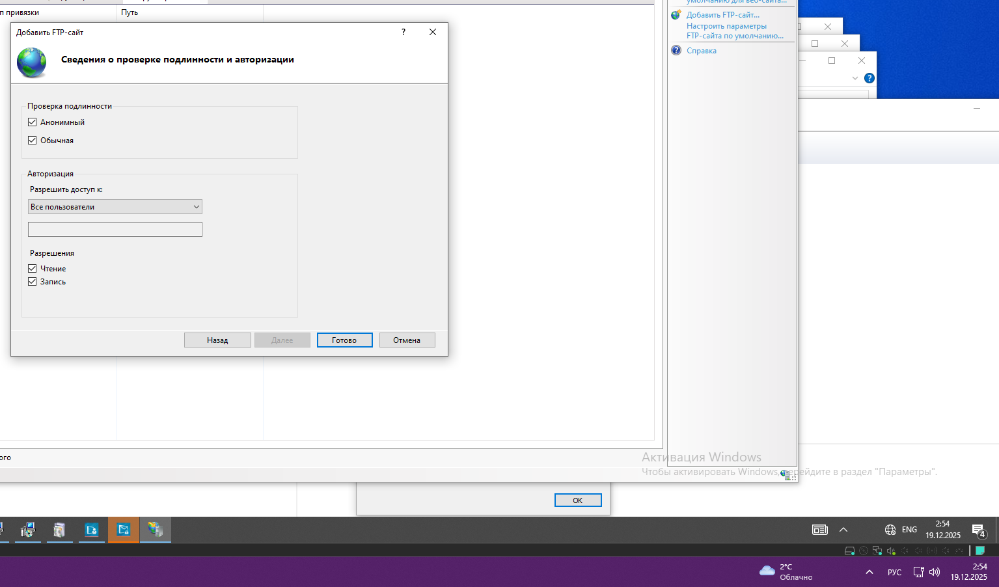 п привязки
Путь
Добавить FTP-сайт
?
Сведения о проверке подлинности и авторизации
Проверка подлинности
Анонимный
Обычная
Авторизация
Разрешить доступ к:
Все пользователи
Разрешения
Чтение
Запись
Назад
Далее
Готово
Отмена
умолчанию для веб-сайта...
Добавить FTP-сайт...
Настроить параметры
FTP-сайта по умолчанию...
Справка
ого
Активация Windows
Чтобы активировать Windows, перейдите в раздел "Параметры".
OK
ENG
2:54
19.12.2025
4
2°C
Облачно
РУС
2:54
19.12.2025